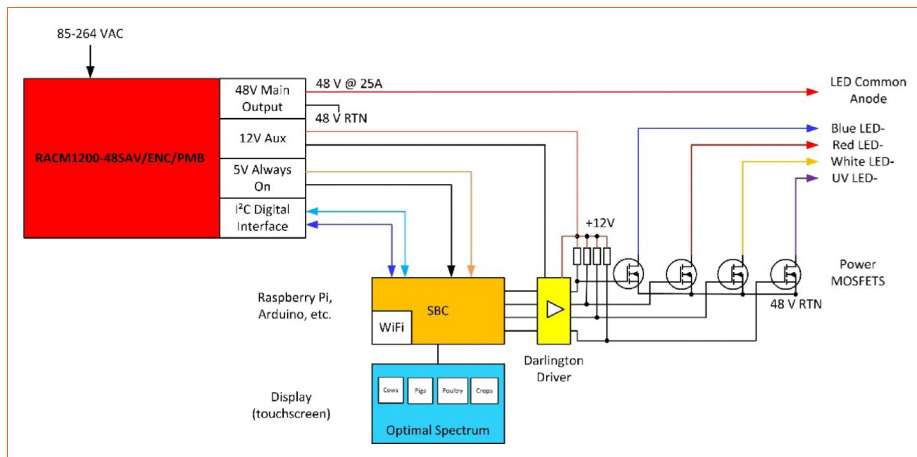 85-264 VAC
RACM1200-48SAV/ENC/PMB
48V Main
Output
12V Aux
5V Always
On
I²C Digital
Interface
48 V @ 25A
48 V RTN
LED Common
Anode
Blue LED-
Red LED-
White LED-
UV LED-
+12V
Power
MOSFETS
48 V RTN
Raspberry Pi,
Arduino, etc.
SBC
WiFi
Darlington
Driver
Display
(touchscreen)
Cows
Pigs
Poultry
Crops
Optimal Spectrum